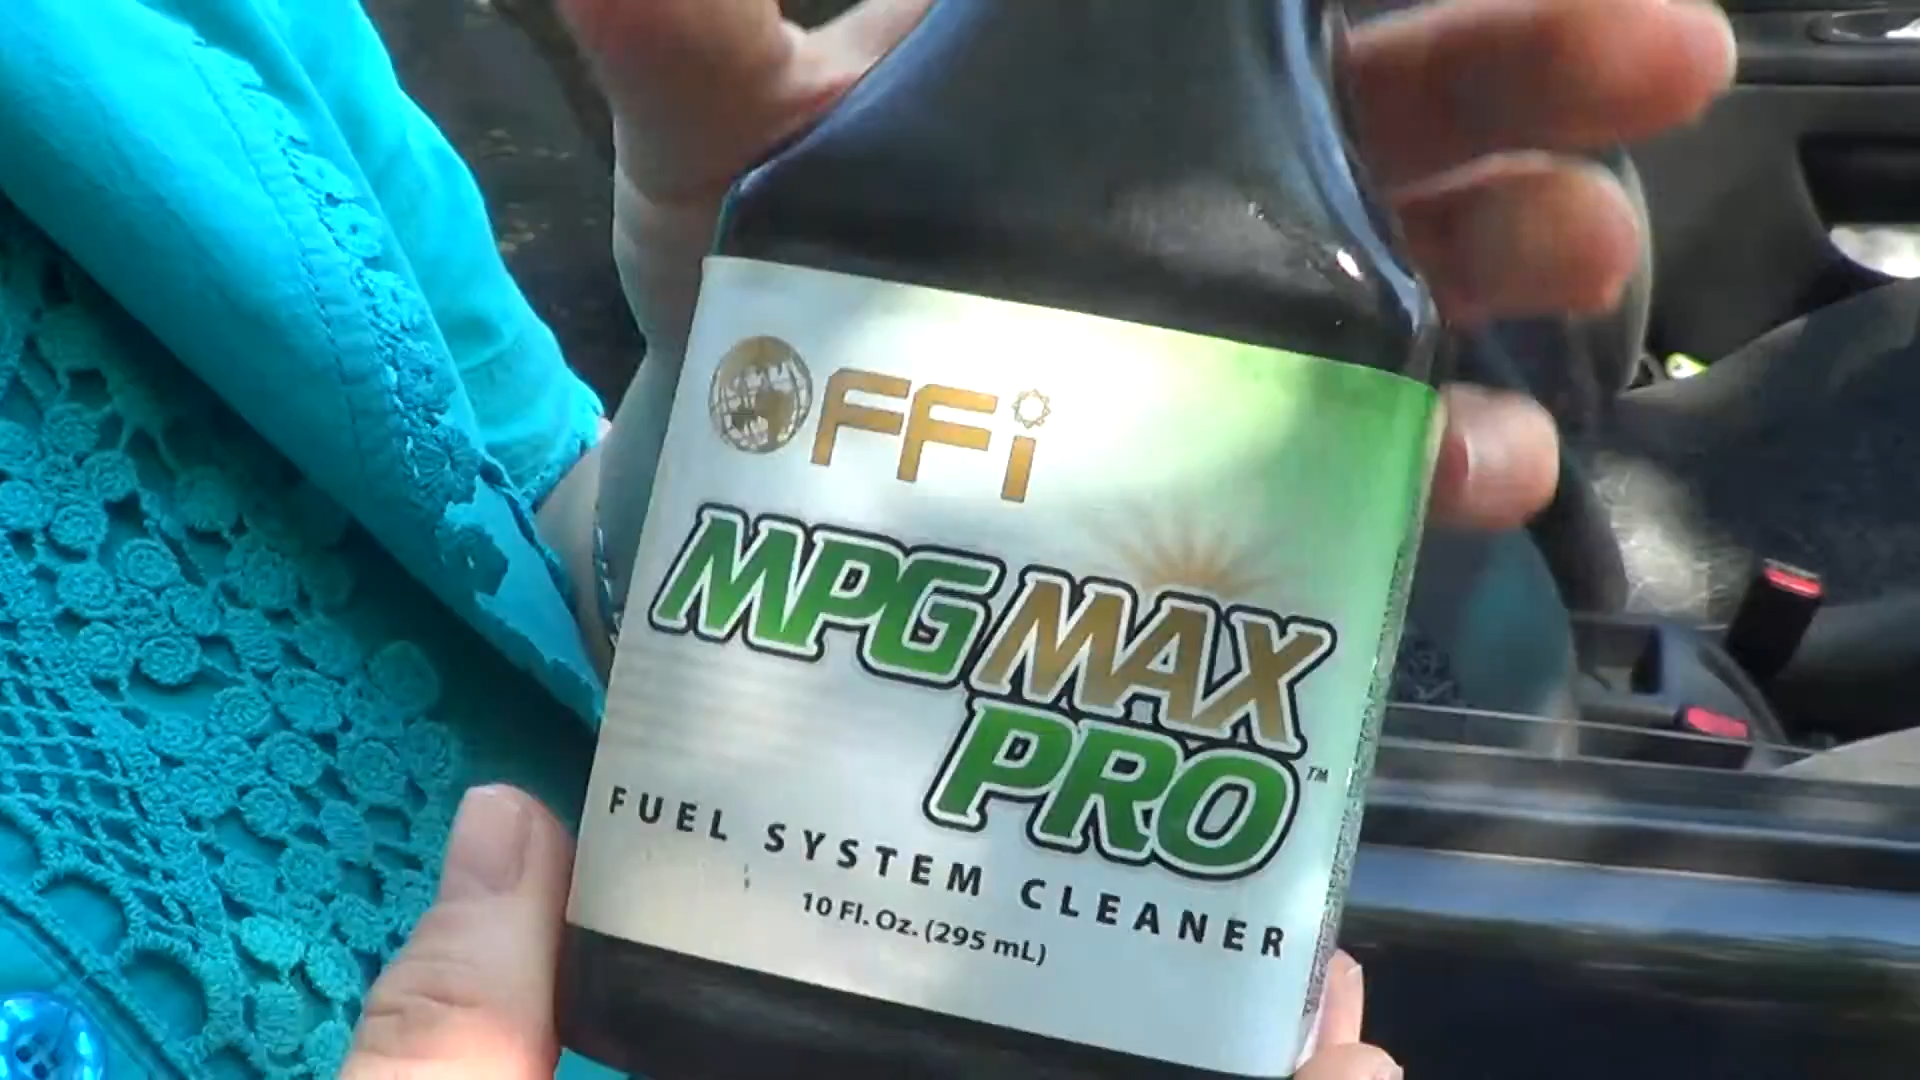 FFi
MPG MAX
PRO™
FUEL SYSTEM CLEANER
10 Fl. Oz. (295 mL)